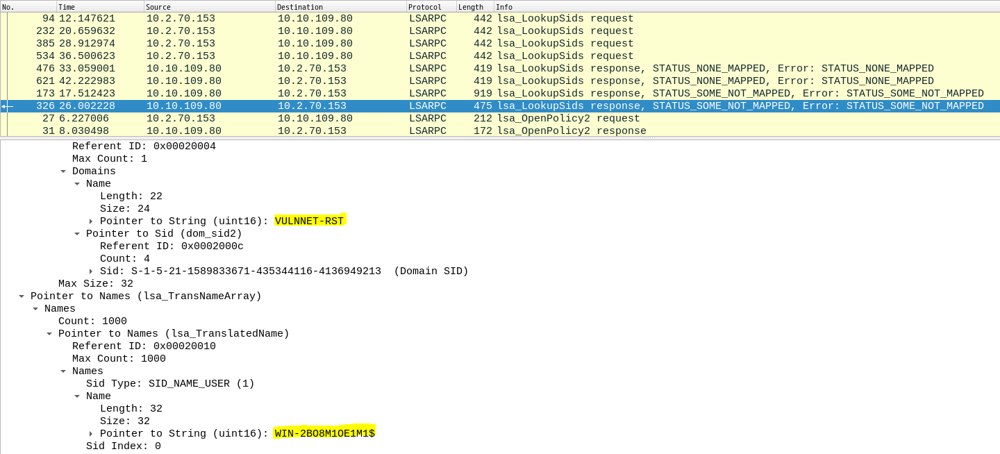 No. Time Source Destination Protocol Length Info
94 12.147621 10.2.70.153 10.10.109.80 LSARPC 442 lsa_LookupSids request
232 20.659632 10.2.70.153 10.10.109.80 LSARPC 442 lsa_LookupSids request
385 28.912974 10.2.70.153 10.10.109.80 LSARPC 442 lsa_LookupSids request
534 36.500623 10.2.70.153 10.10.109.80 LSARPC 442 lsa_LookupSids request
476 33.059001 10.10.109.80 10.2.70.153 LSARPC 419 lsa_LookupSids response, STATUS_NONE_MAPPED, Error: STATUS_NONE_MAPPED
621 42.222983 10.10.109.80 10.2.70.153 LSARPC 419 lsa_LookupSids response, STATUS_NONE_MAPPED, Error: STATUS_NONE_MAPPED
173 17.512423 10.10.109.80 10.2.70.153 LSARPC 919 lsa_LookupSids response, STATUS_SOME_NOT_MAPPED, Error: STATUS_SOME_NOT_MAPPED
326 26.002228 10.10.109.80 10.2.70.153 LSARPC 475 lsa_LookupSids response, STATUS_SOME_NOT_MAPPED, Error: STATUS_SOME_NOT_MAPPED
27 6.227006 10.2.70.153 10.10.109.80 LSARPC 212 lsa_OpenPolicy2 request
31 8.030498 10.10.109.80 10.2.70.153 LSARPC 172 lsa_OpenPolicy2 response
Referent ID: 0x00020004
Max Count: 1
Domains
Name
Length: 22
Size: 24
Pointer to String (uint16): VULNNET-RST
Pointer to Sid (dom_sid2)
Referent ID: 0x0002000c
Count: 4
Sid: S-1-5-21-1589833671-435344116-4136949213 (Domain SID)
Max Size: 32
Pointer to Names (lsa_TransNameArray)
Names
Count: 1000
Pointer to Names (lsa_TranslatedName)
Referent ID: 0x00020010
Max Count: 1000
Names
Sid Type: SID_NAME_USER (1)
Name
Length: 32
Size: 32
Pointer to String (uint16): WIN-2BO8M1OE1M1$
Sid Index: 0